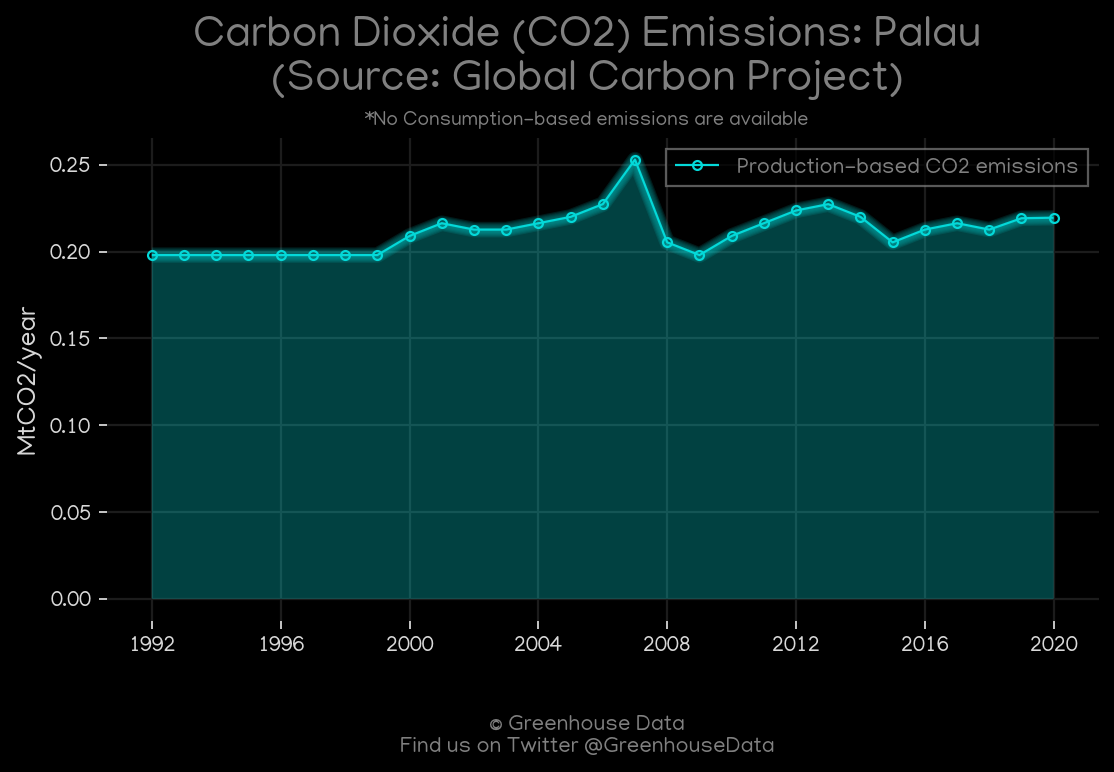 Carbon Dioxide (CO2) Emissions: Palau
(Source: Global Carbon Project)
*No Consumption-based emissions are available
Production-based CO2 emissions
MtCO2/year
0.25
0.20
0.15
0.10
0.05
0.00
1992 1996 2000 2004 2008 2012 2016 2020
© Greenhouse Data
Find us on Twitter @GreenhouseData